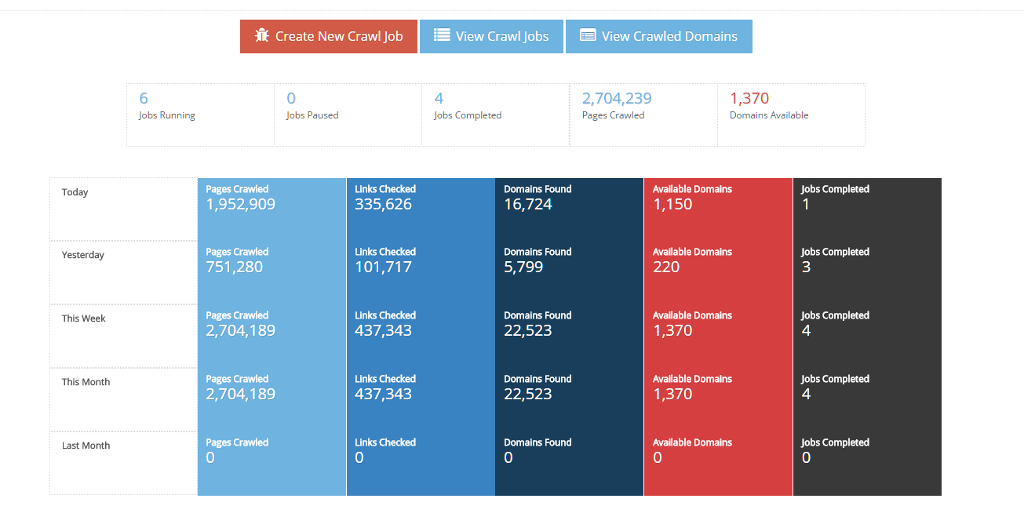 Create New Crawl Job View Crawl Jobs View Crawled Domains
6 0 4 2,704,239 1,370
Jobs Running Jobs Paused Jobs Completed Pages Crawled Domains Available
Today Pages Crawled Links Checked Domains Found Available Domains Jobs Completed
1,952,909 335,626 16,724 1,150 1
Yesterday Pages Crawled Links Checked Domains Found Available Domains Jobs Completed
751,280 101,717 5,799 220 3
This Week Pages Crawled Links Checked Domains Found Available Domains Jobs Completed
2,704,189 437,343 22,523 1,370 4
This Month Pages Crawled Links Checked Domains Found Available Domains Jobs Completed
2,704,189 437,343 22,523 1,370 4
Last Month Pages Crawled Links Checked Domains Found Available Domains Jobs Completed
0 0 0 0 0